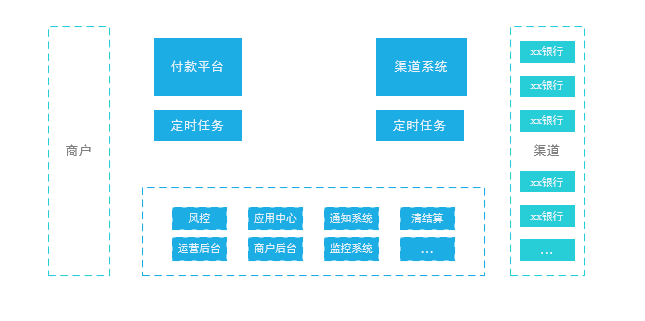 商户
付款平台
定时任务
渠道系统
定时任务
风控
应用中心
通知系统
清结算
运营后台
商户后台
监控系统
...
xx银行
xx银行
xx银行
渠道
xx银行
xx银行
...